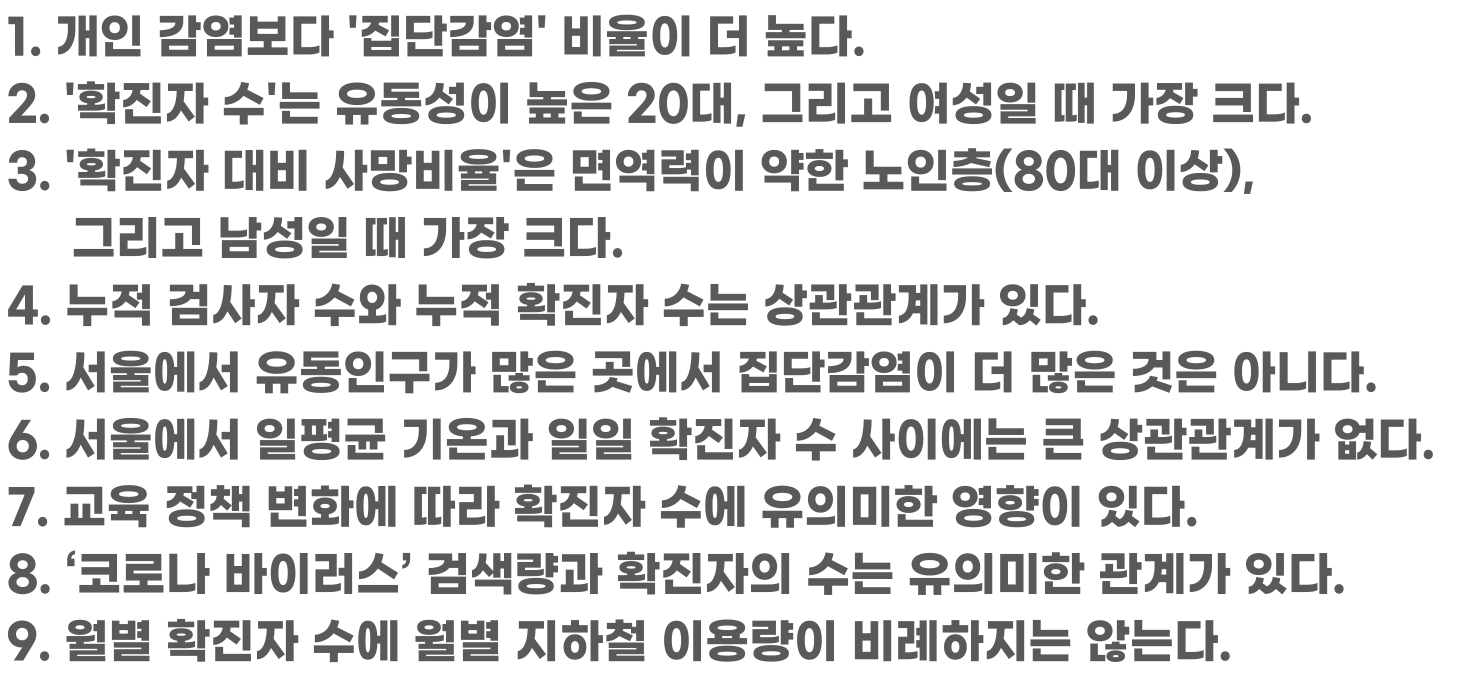 1. 개인 감염보다 '집단감염' 비율이 더 높다.
2. '확진자 수'는 유동성이 높은 20대, 그리고 여성일 때 가장 크다.
3. '확진자 대비 사망비율'은 면역력이 약한 노인층(80대 이상),
그리고 남성일 때 가장 크다.
4. 누적 검사자 수와 누적 확진자 수는 상관관계가 있다.
5. 서울에서 유동인구가 많은 곳에서 집단감염이 더 많은 것은 아니다.
6. 서울에서 일평균 기온과 일일 확진자 수 사이에는 큰 상관관계가 없다.
7. 교육 정책 변화에 따라 확진자 수에 유의미한 영향이 있다.
8. ‘코로나 바이러스’ 검색량과 확진자의 수는 유의미한 관계가 있다.
9. 월별 확진자 수에 월별 지하철 이용량이 비례하지는 않는다.